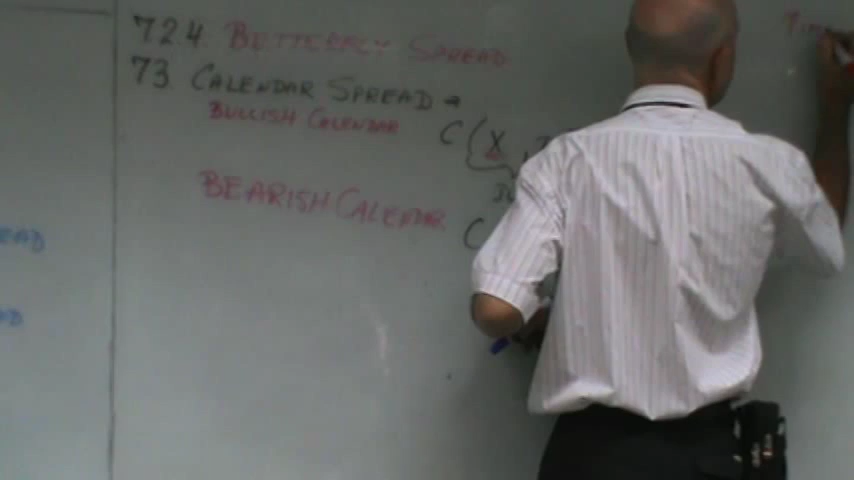 72.4. BUTTERFLY SPREAD
73. CALENDAR SPREAD →
BULLISH CALENDAR C(X,
BEARISH CALENDAR C